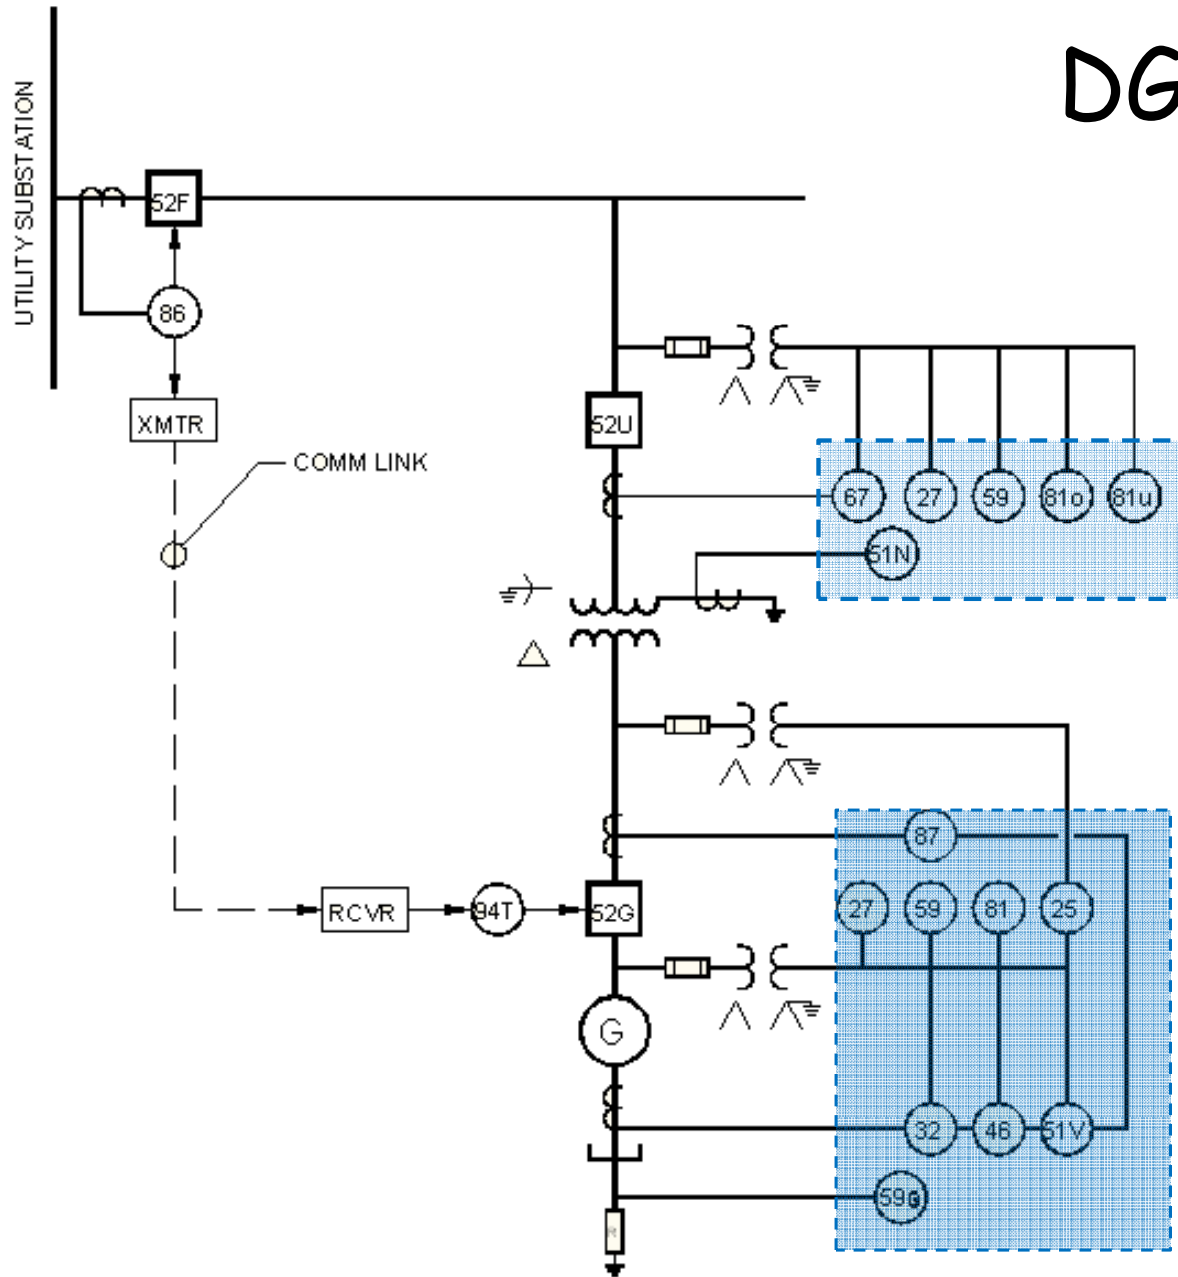 DG
UTILITY SUBSTATION
52F
86
XMTR
COMM LINK
52U
67
27
59
81o
81u
51N
87
27
59
81
25
RCVR
94T
52G
G
32
46
51V
59G
R